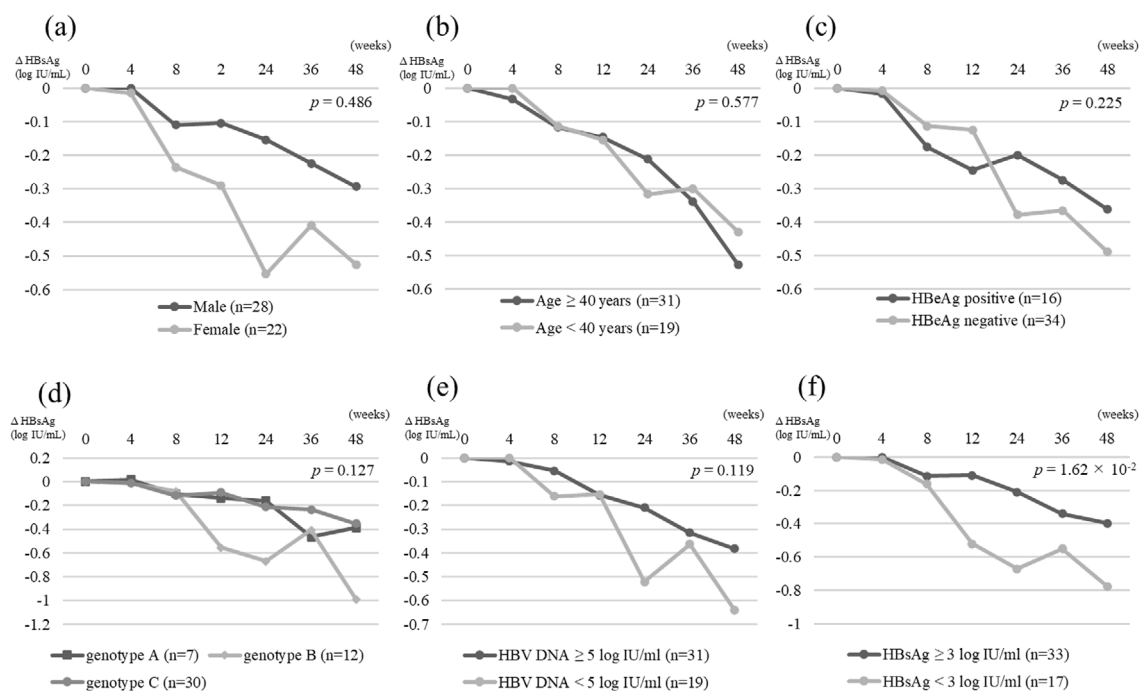 (a)
(weeks)
Δ HBsAg
(log IU/mL)
0 4 8 2 24 36 48
0
-0.1
-0.2
-0.3
-0.4
-0.5
-0.6
p = 0.486
Male (n=28)
Female (n=22)
(b)
(weeks)
Δ HBsAg
(log IU/mL)
0 4 8 12 24 36 48
0
-0.1
-0.2
-0.3
-0.4
-0.5
-0.6
p = 0.577
Age ≥ 40 years (n=31)
Age < 40 years (n=19)
(c)
(weeks)
Δ HBsAg
(log IU/mL)
0 4 8 12 24 36 48
0
-0.1
-0.2
-0.3
-0.4
-0.5
-0.6
p = 0.225
HBeAg positive (n=16)
HBeAg negative (n=34)
(d)
(weeks)
Δ HBsAg
(log IU/mL)
0 4 8 12 24 36 48
0.2
0
-0.2
-0.4
-0.6
-0.8
-1
-1.2
p = 0.127
genotype A (n=7) genotype B (n=12)
genotype C (n=30)
(e)
(weeks)
Δ HBsAg
(log IU/mL)
0 4 8 12 24 36 48
0
-0.1
-0.2
-0.3
-0.4
-0.5
-0.6
-0.7
p = 0.119
HBV DNA ≥ 5 log IU/ml (n=31)
HBV DNA < 5 log IU/ml (n=19)
(f)
(weeks)
Δ HBsAg
(log IU/mL)
0 4 8 12 24 36 48
0
-0.2
-0.4
-0.6
-0.8
-1
p = 1.62 × 10⁻²
HBsAg ≥ 3 log IU/ml (n=33)
HBsAg < 3 log IU/ml (n=17)